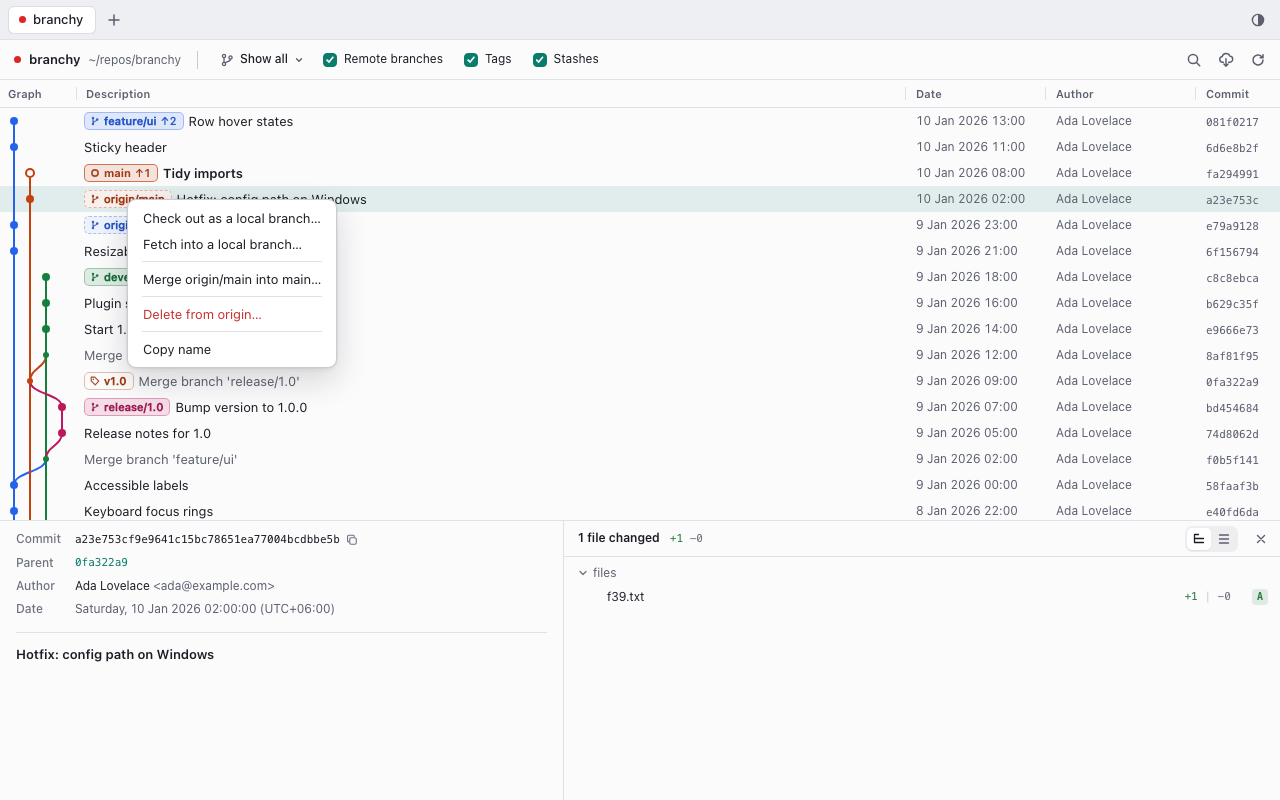 branchy
branchy ~/repos/branchy Show all Remote branches Tags Stashes
Graph Description Date Author Commit
feature/ui ↑2 Row hover states 10 Jan 2026 13:00 Ada Lovelace 081f0217
Sticky header 10 Jan 2026 11:00 Ada Lovelace 6d6e8b2f
main ↑1 Tidy imports 10 Jan 2026 08:00 Ada Lovelace fa294991
origin/main Hotfix: config path on Windows 10 Jan 2026 02:00 Ada Lovelace a23e753c
Check out as a local branch...
9 Jan 2026 23:00 Ada Lovelace e79a9128
Fetch into a local branch...
9 Jan 2026 21:00 Ada Lovelace 6f156794
Merge origin/main into main...
9 Jan 2026 18:00 Ada Lovelace c8c8ebca
Plugin 9 Jan 2026 16:00 Ada Lovelace b629c35f
Delete from origin...
Start 1. 9 Jan 2026 14:00 Ada Lovelace e9666e73
Copy name
Merge 9 Jan 2026 12:00 Ada Lovelace 8af81f95
v1.0 Merge branch 'release/1.0' 9 Jan 2026 09:00 Ada Lovelace 0fa322a9
release/1.0 Bump version to 1.0.0 9 Jan 2026 07:00 Ada Lovelace bd454684
Release notes for 1.0 9 Jan 2026 05:00 Ada Lovelace 74d8062d
Merge branch 'feature/ui' 9 Jan 2026 02:00 Ada Lovelace f0b5f141
Accessible labels 9 Jan 2026 00:00 Ada Lovelace 58faaf3b
Keyboard focus rings 8 Jan 2026 22:00 Ada Lovelace e40fd6da
Commit a23e753cf9e9641c15bc78651ea77004bcdbbe5b
Parent 0fa322a9
Author Ada Lovelace <ada@example.com>
Date Saturday, 10 Jan 2026 02:00:00 (UTC+06:00)
Hotfix: config path on Windows
1 file changed +1 −0
files
f39.txt +1 | −0 A